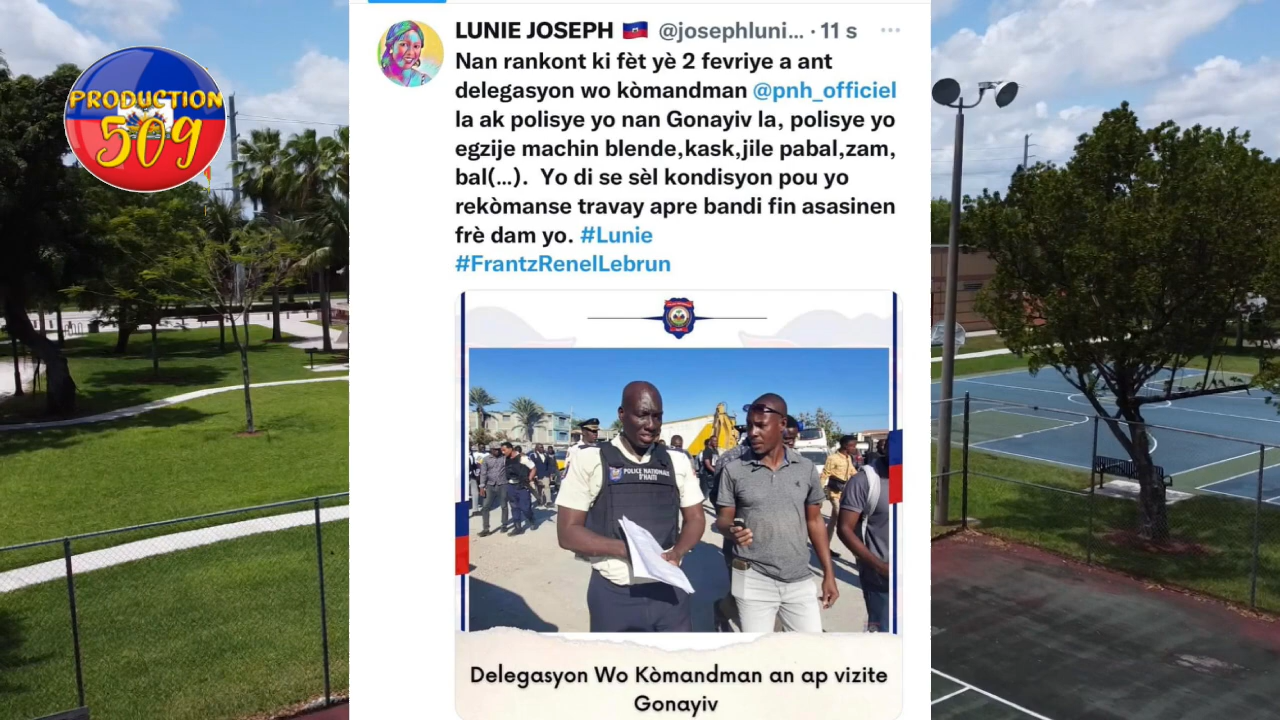 PRODUCTION
509
LUNIE JOSEPH 🇭🇹 @josephluni... · 11 s
Nan rankont ki fèt yè 2 fevriye a ant
delegasyon wo kòmandman @pnh_officiel
la ak polisye yo nan Gonayiv la, polisye yo
egzije machin blende,kask,jile pabal,zam,
bal(...). Yo di se sèl kondisyon pou yo
rekòmanse travay apre bandi fin asasinen
frè dam yo. #Lunie
#FrantzRenelLebrun
POLICE NATIONALE
D'HAITI
Delegasyon Wo Kòmandman an ap vizite
Gonayiv